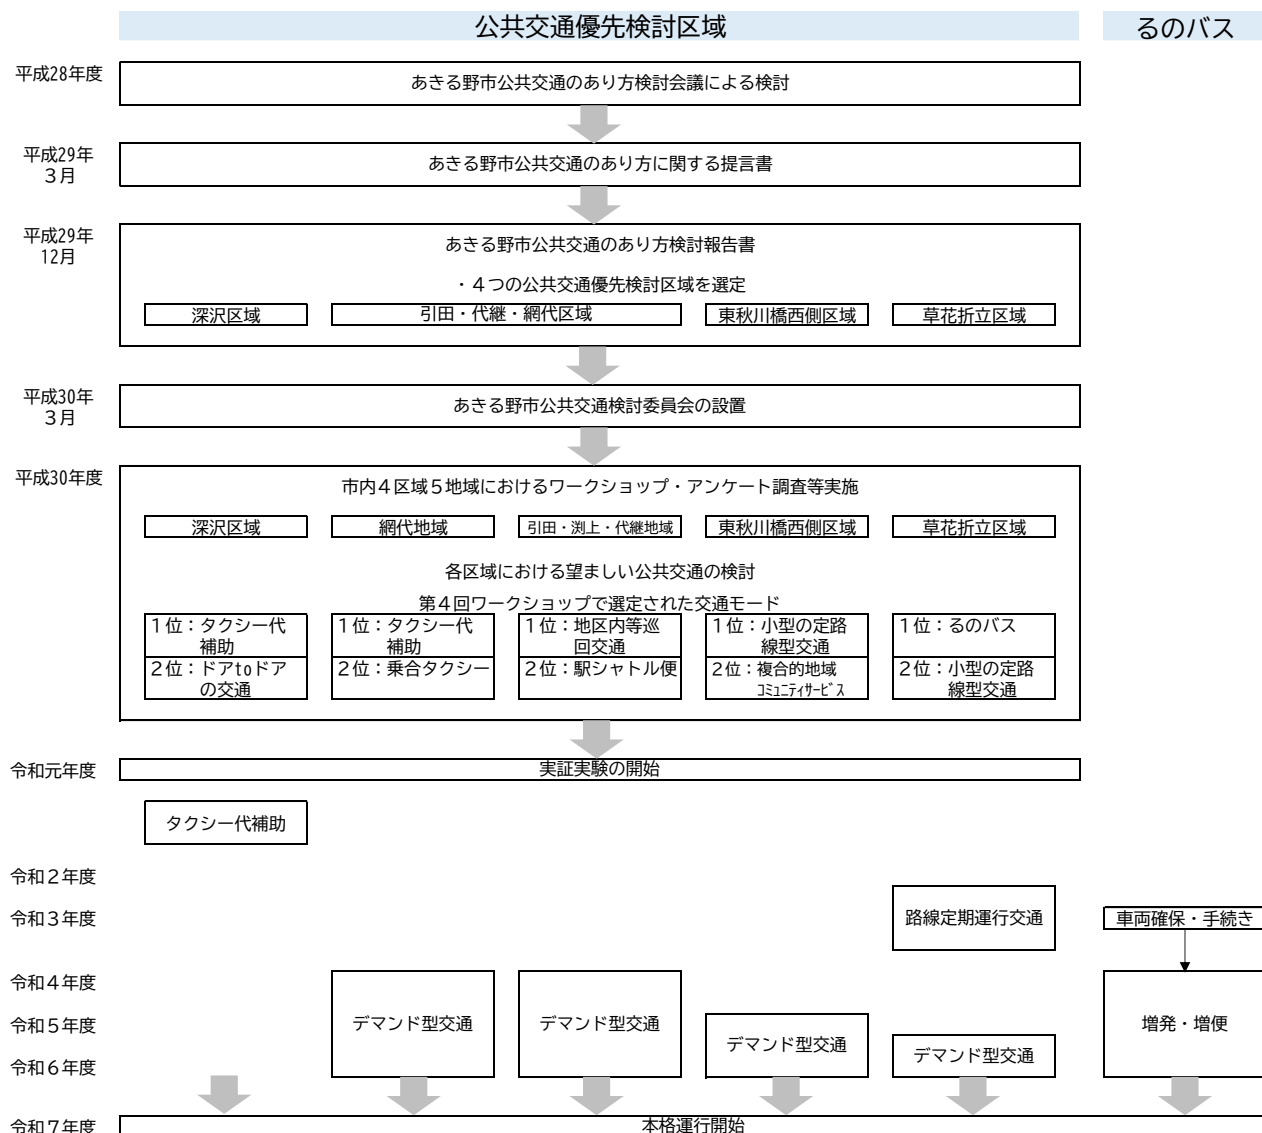 公共交通優先検討区域
るのバス
平成28年度
あきる野市公共交通のあり方検討会議による検討
平成29年
３月
あきる野市公共交通のあり方に関する提言書
平成29年
12月
あきる野市公共交通のあり方検討報告書
・４つの公共交通優先検討区域を選定
深沢区域
引田・代継・網代区域
東秋川橋西側区域
草花折立区域
平成30年
３月
あきる野市公共交通検討委員会の設置
平成30年度
市内４区域５地域におけるワークショップ・アンケート調査等実施
深沢区域
網代地域
引田・渕上・代継地域
東秋川橋西側区域
草花折立区域
各区域における望ましい公共交通の検討
第４回ワークショップで選定された交通モード
１位：タクシー代
補助
２位：ドアtoドア
の交通
１位：タクシー代
補助
２位：乗合タクシー
１位：地区内等巡
回交通
２位：駅シャトル便
１位：小型の定路
線型交通
２位：複合的地域
ｺﾐｭﾆﾃｨｻｰﾋﾞｽ
１位：るのバス
２位：小型の定路
線型交通
令和元年度
実証実験の開始
タクシー代補助
令和２年度
令和３年度
路線定期運行交通
車両確保・手続き
令和４年度
令和５年度
令和６年度
デマンド型交通
デマンド型交通
デマンド型交通
デマンド型交通
増発・増便
令和７年度
本格運行開始